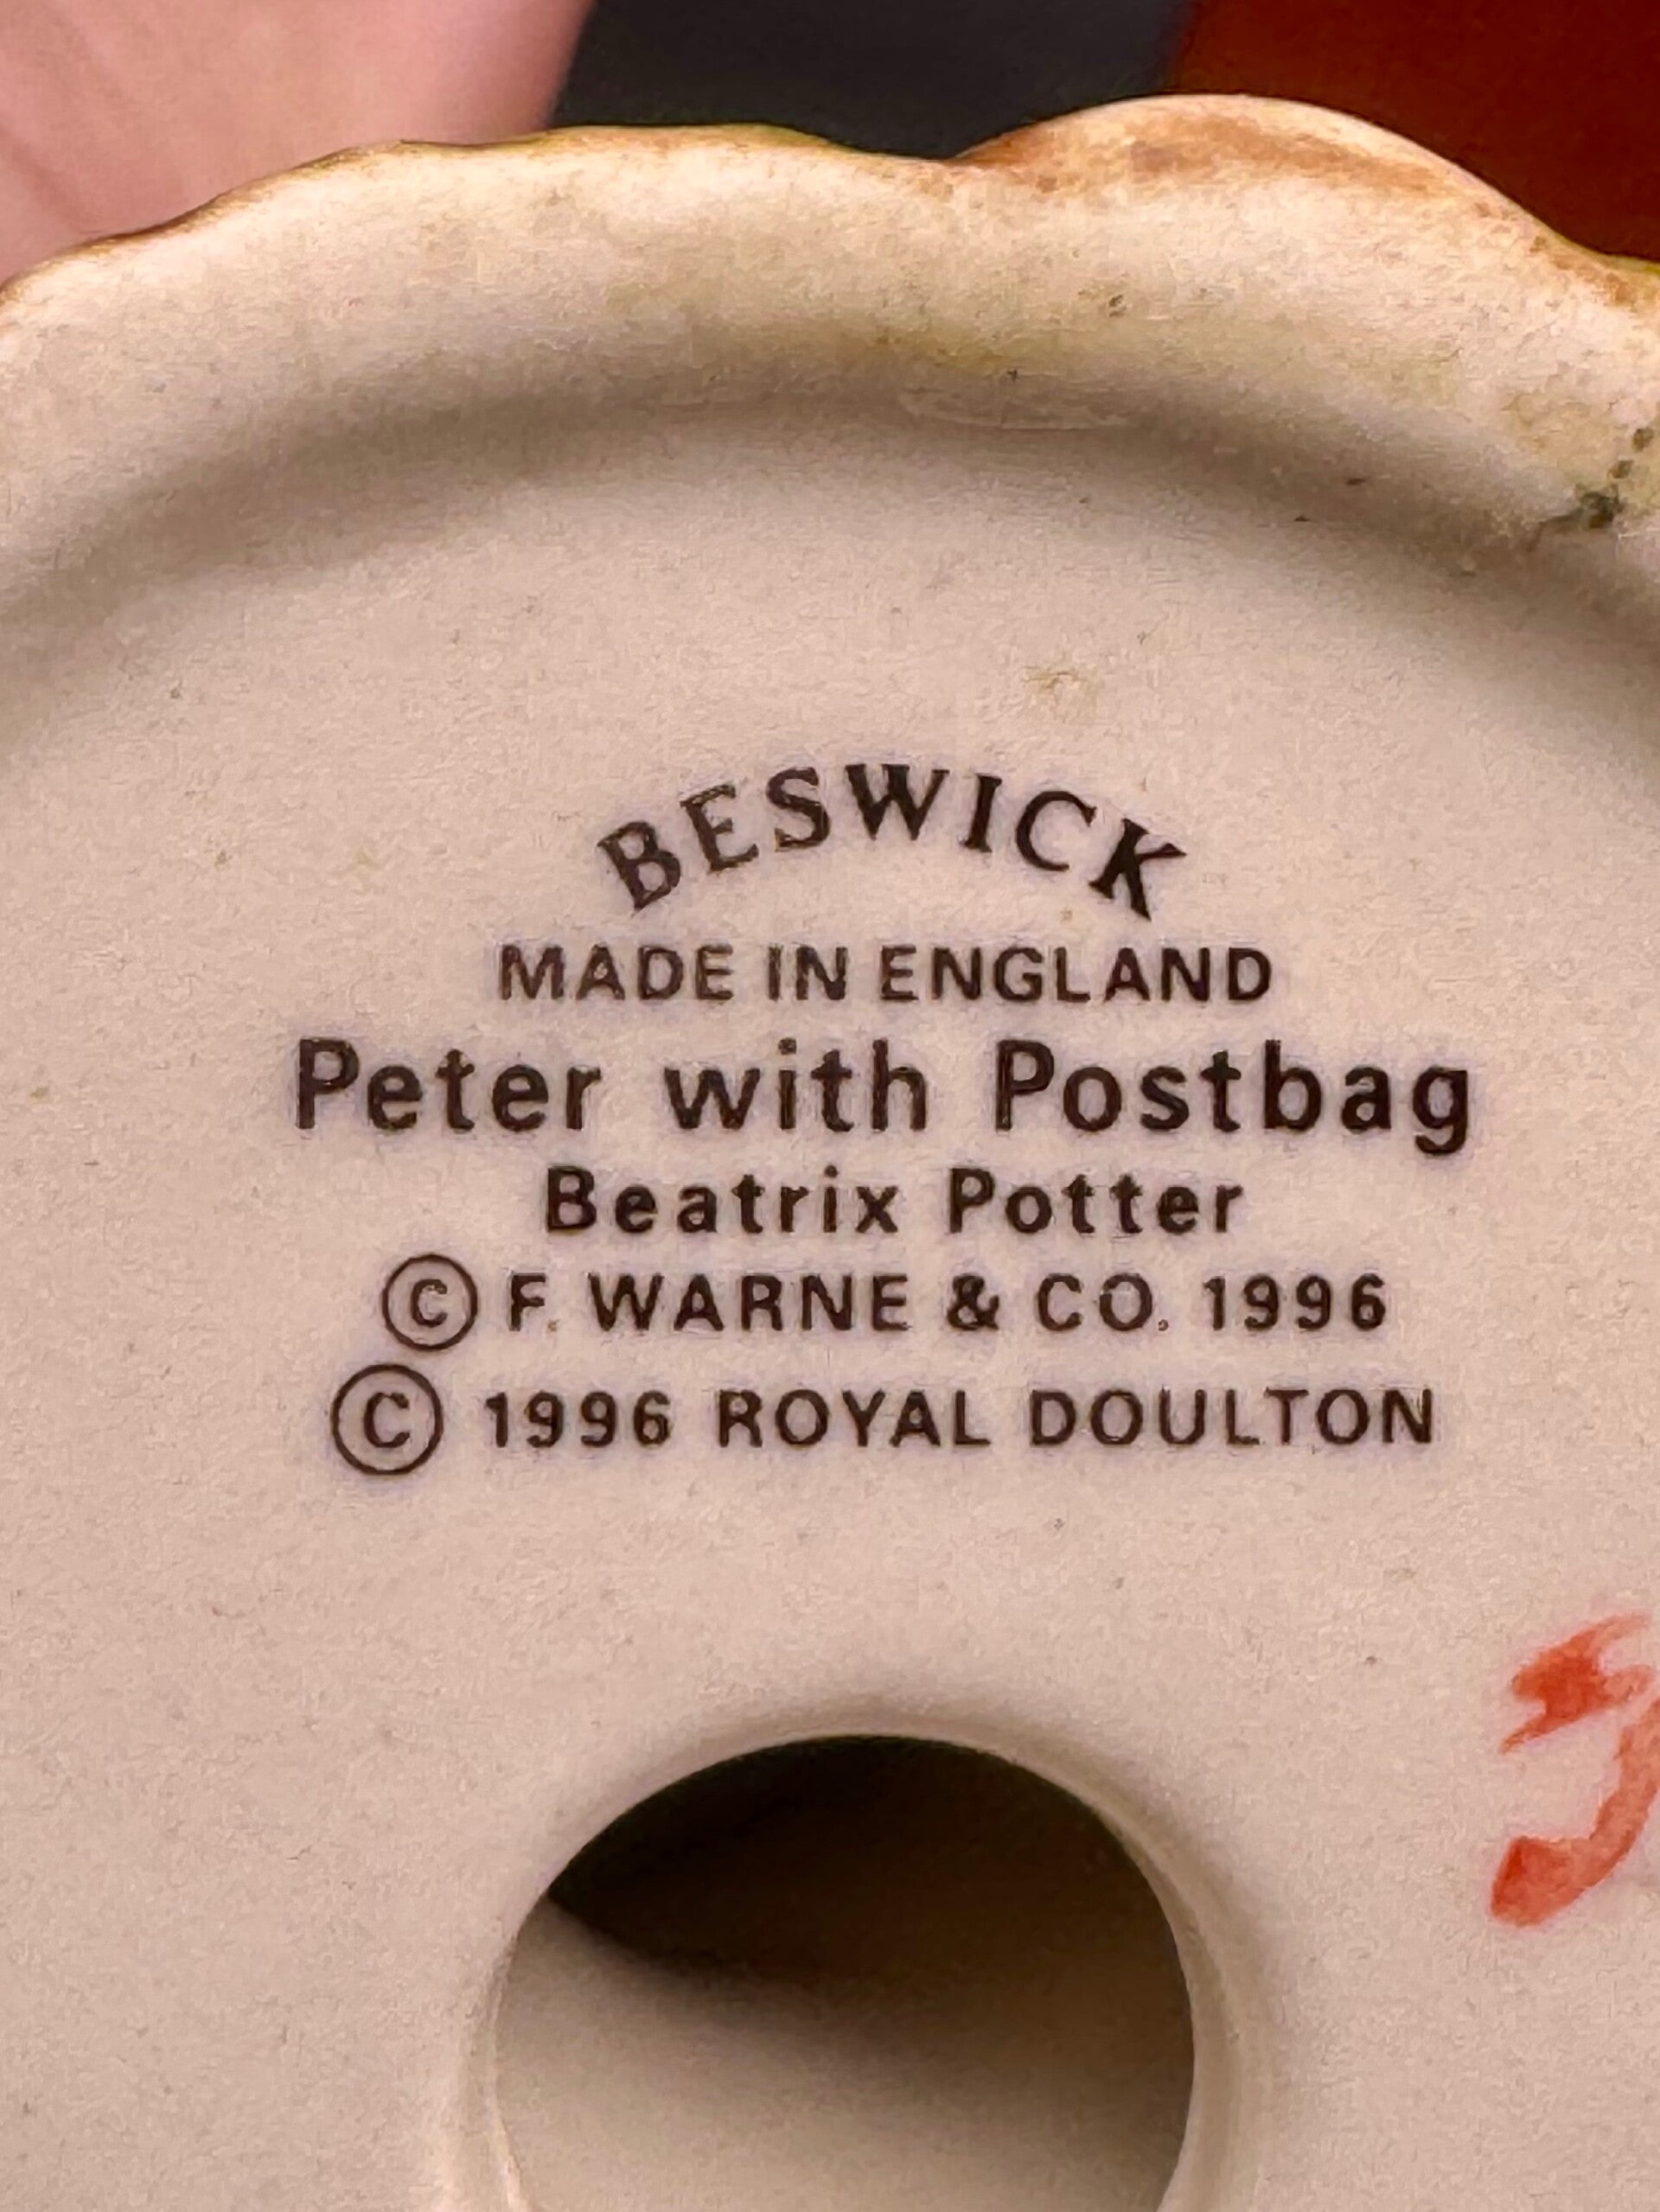 BESWICK
MADE IN ENGLAND
Peter with Postbag
Beatrix Potter
© F. WARNE & CO. 1996
© 1996 ROYAL DOULTON